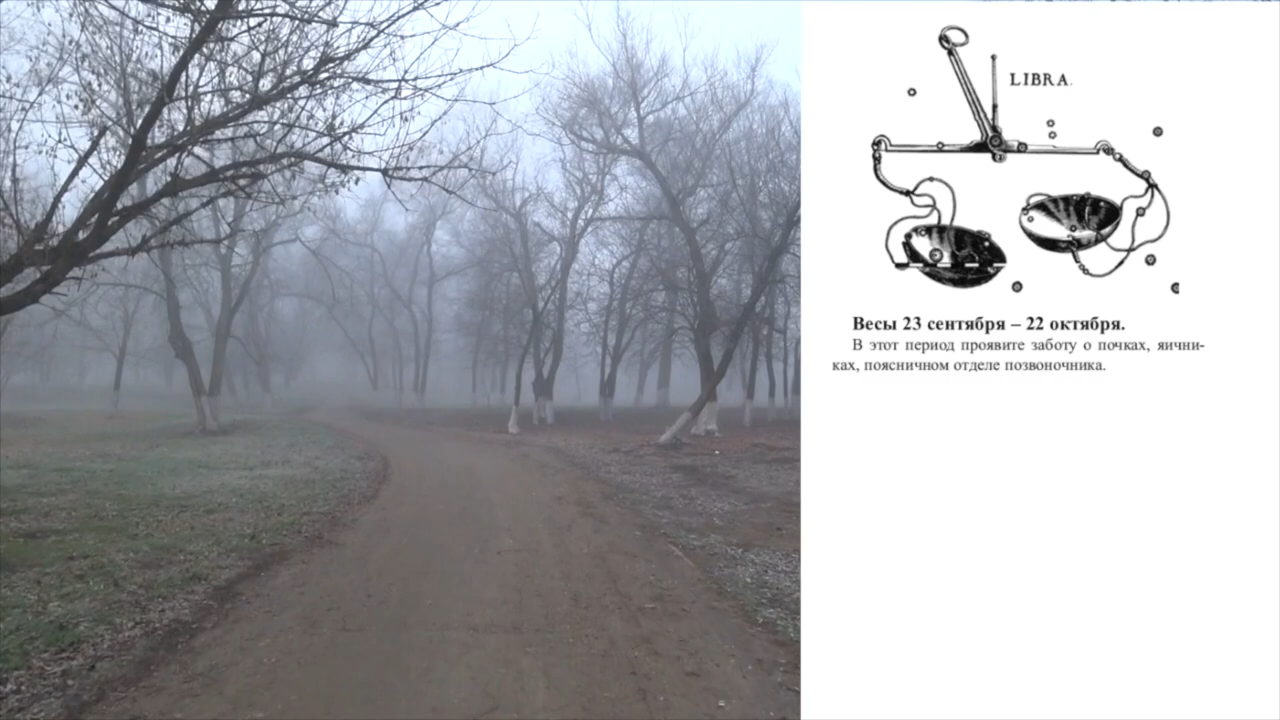 LIBRA.
Весы 23 сентября – 22 октября.
В этот период проявите заботу о почках, яични-
ках, поясничном отделе позвоночника.